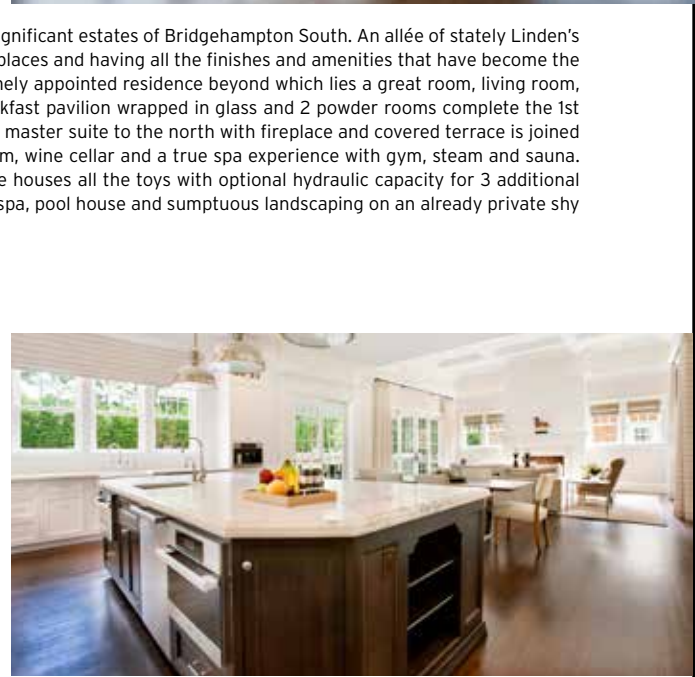 gnificant estates of Bridgehampton South. An allée of stately Linden's
places and having all the finishes and amenities that have become the
nely appointed residence beyond which lies a great room, living room,
kfast pavilion wrapped in glass and 2 powder rooms complete the 1st
master suite to the north with fireplace and covered terrace is joined
m, wine cellar and a true spa experience with gym, steam and sauna.
e houses all the toys with optional hydraulic capacity for 3 additional
spa, pool house and sumptuous landscaping on an already private shy